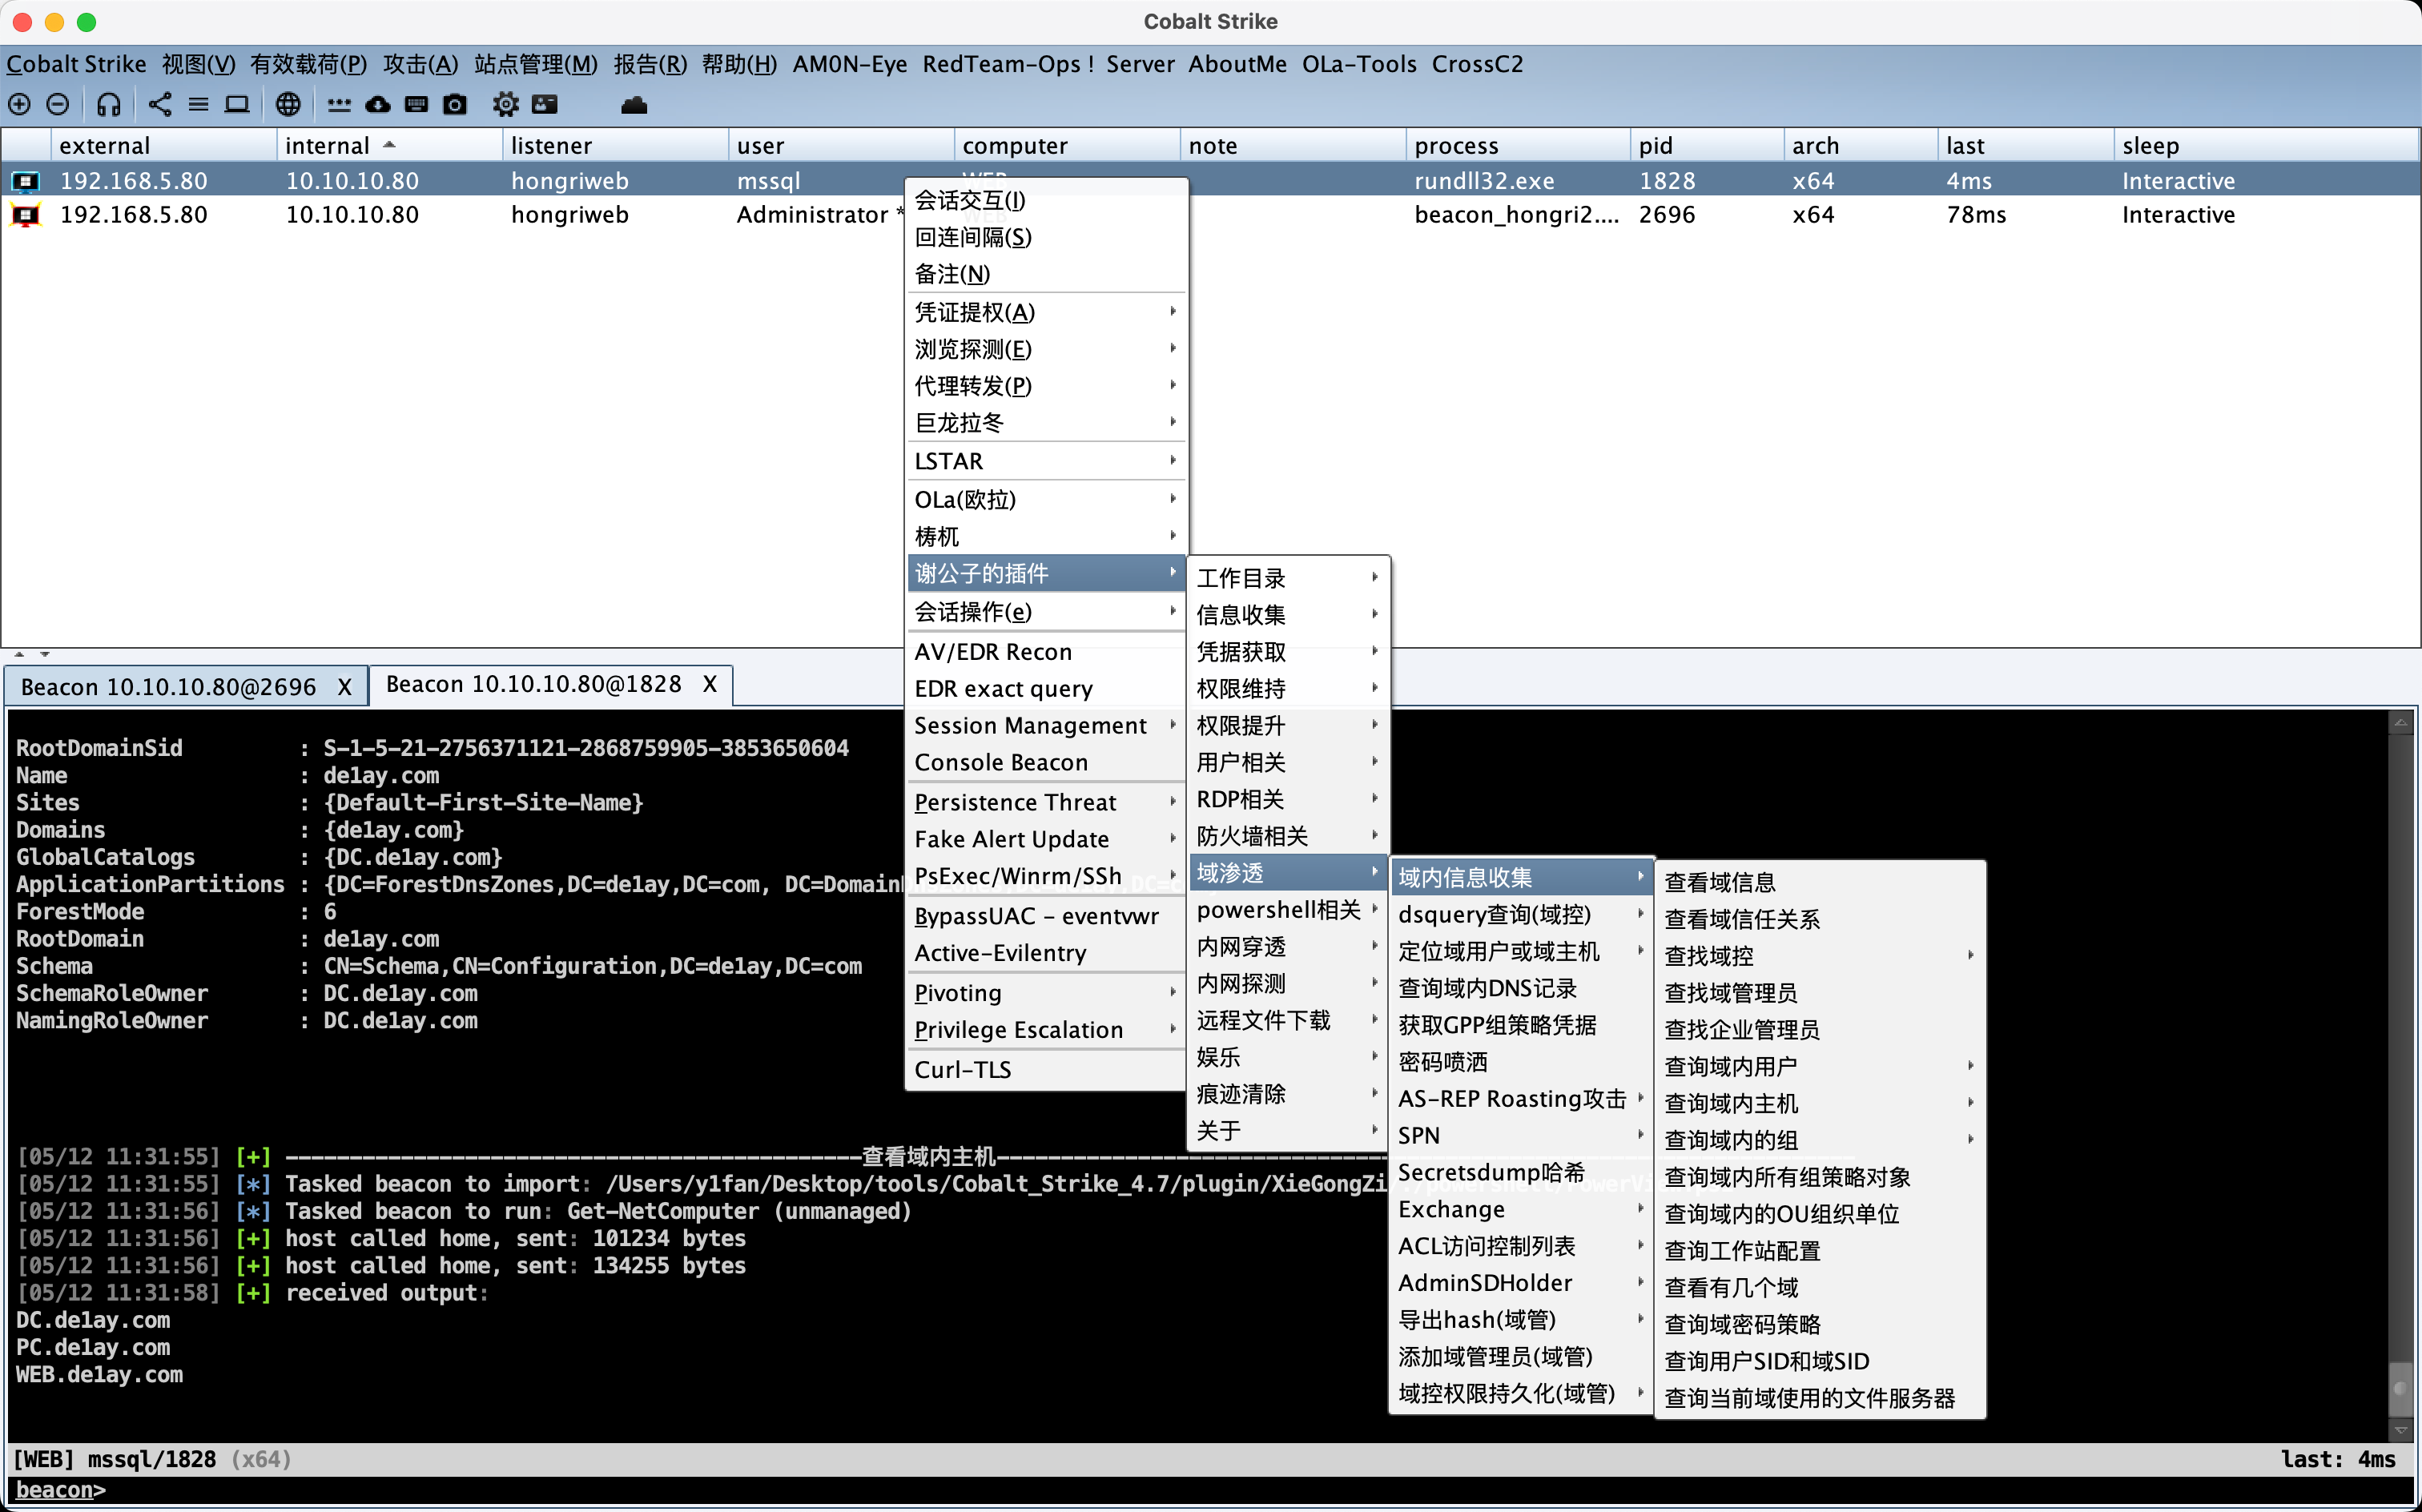 Cobalt Strike
Cobalt Strike 视图(V) 有效载荷(P) 攻击(A) 站点管理(M) 报告(R) 帮助(H) AM0N-Eye RedTeam-Ops ! Server AboutMe OLa-Tools CrossC2
external internal listener user computer note process pid arch last sleep
192.168.5.80 10.10.10.80 hongriweb mssql WEB rundll32.exe 1828 x64 4ms Interactive
192.168.5.80 10.10.10.80 hongriweb Administrator * WEB beacon_hongri2.... 2696 x64 78ms Interactive
会话交互(I)
回连间隔(S)
备注(N)
凭证提权(A)
浏览探测(E)
代理转发(P)
巨龙拉冬
LSTAR
OLa(欧拉)
梼杌
谢公子的插件
会话操作(e)
AV/EDR Recon
EDR exact query
Session Management
Console Beacon
Persistence Threat
Fake Alert Update
PsExec/Winrm/SSh
BypassUAC - eventvwr
Active-Evilentry
Pivoting
Privilege Escalation
Curl-TLS
工作目录
信息收集
凭据获取
权限维持
权限提升
用户相关
RDP相关
防火墙相关
域渗透
powershell相关
内网穿透
内网探测
远程文件下载
娱乐
痕迹清除
关于
域内信息收集
dsquery查询(域控)
定位域用户或域主机
查询域内DNS记录
获取GPP组策略凭据
密码喷洒
AS-REP Roasting攻击
SPN
Secretsdump哈希
Exchange
ACL访问控制列表
AdminSDHolder
导出hash(域管)
添加域管理员(域管)
域控权限持久化(域管)
查看域信息
查看域信任关系
查找域控
查找域管理员
查找企业管理员
查询域内用户
查询域内主机
查询域内的组
查询域内所有组策略对象
查询域内的OU组织单位
查询工作站配置
查看有几个域
查询域密码策略
查询用户SID和域SID
查询当前域使用的文件服务器
Beacon 10.10.10.80@2696 X Beacon 10.10.10.80@1828 X
RootDomainSid : S-1-5-21-2756371121-2868759905-3853650604
Name : de1ay.com
Sites : {Default-First-Site-Name}
Domains : {de1ay.com}
GlobalCatalogs : {DC.de1ay.com}
ApplicationPartitions : {DC=ForestDnsZones,DC=de1ay,DC=com, DC=Domain
ForestMode : 6
RootDomain : de1ay.com
Schema : CN=Schema,CN=Configuration,DC=de1ay,DC=com
SchemaRoleOwner : DC.de1ay.com
NamingRoleOwner : DC.de1ay.com
[05/12 11:31:55] [+] ---------------------------------------------查看域内主机---------------------------------------------
[05/12 11:31:55] [*] Tasked beacon to import: /Users/y1fan/Desktop/tools/Cobalt_Strike_4.7/plugin/XieGongZi
[05/12 11:31:56] [*] Tasked beacon to run: Get-NetComputer (unmanaged)
[05/12 11:31:56] [+] host called home, sent: 101234 bytes
[05/12 11:31:56] [+] host called home, sent: 134255 bytes
[05/12 11:31:58] [+] received output:
DC.de1ay.com
PC.de1ay.com
WEB.de1ay.com
[WEB] mssql/1828 (x64) last: 4ms
beacon>